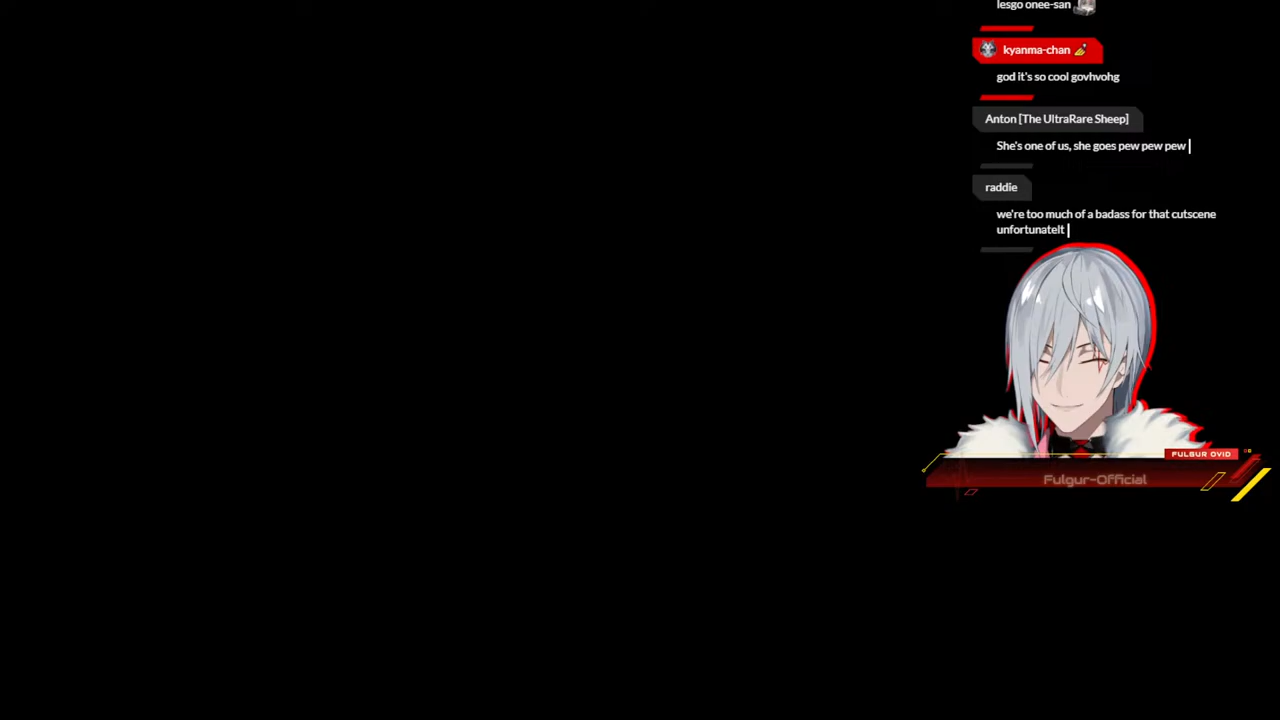 lesgo onee-san
kyanma-chan
god it's so cool govhvohg
Anton [The UltraRare Sheep]
She's one of us, she goes pew pew pew |
raddie
we're too much of a badass for that cutscene
unfortunatelt |
FULGUR OVID
Fulgur-Official